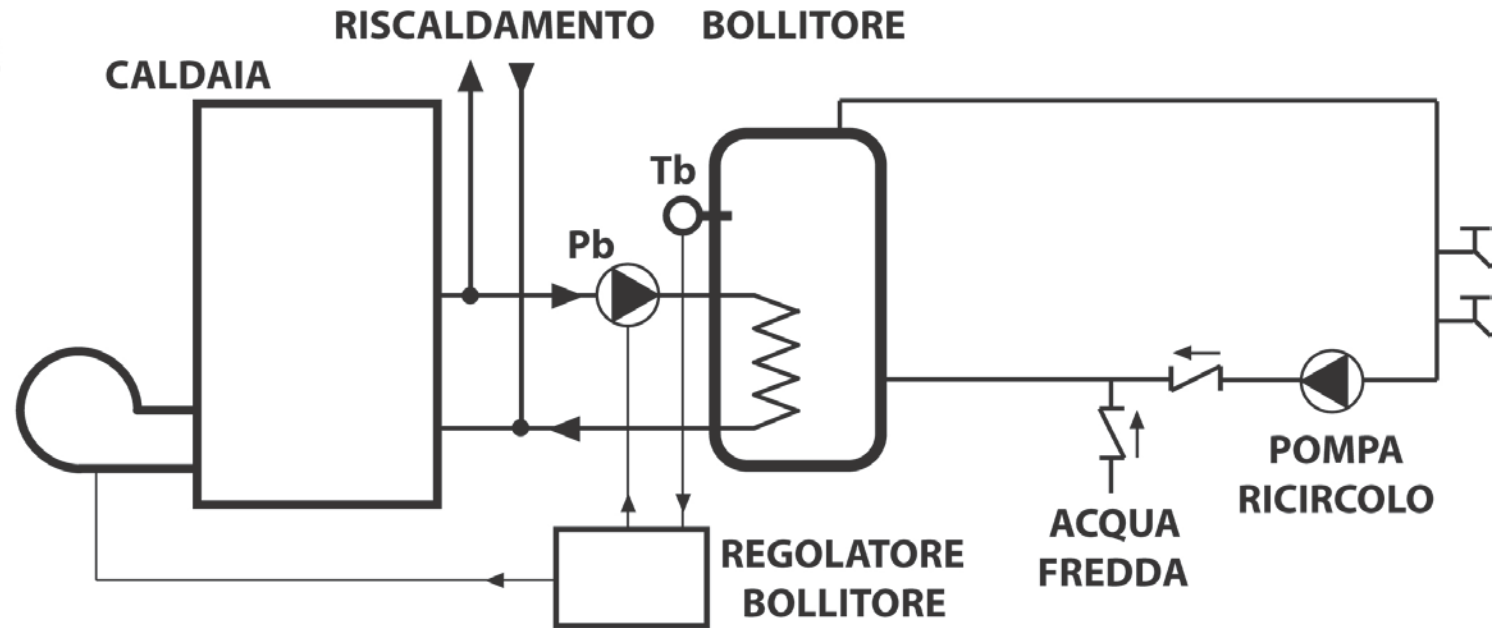 RISCALDAMENTO BOLLITORE
CALDAIA
Tb
Pb
POMPA
RICIRCOLO
ACQUA
FREDDA
REGOLATORE
BOLLITORE